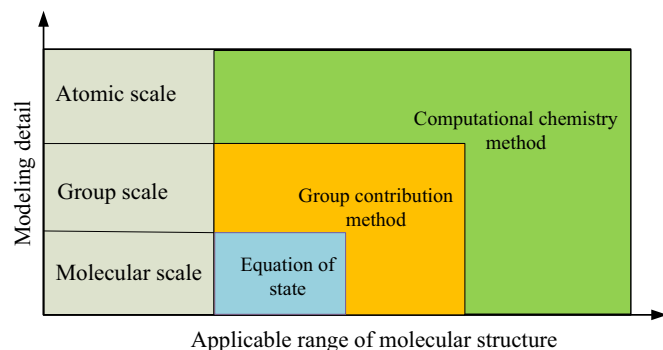 Modeling detail
Atomic scale
Group scale
Molecular scale
Computational chemistry
method
Group contribution
method
Equation of
state
Applicable range of molecular structure